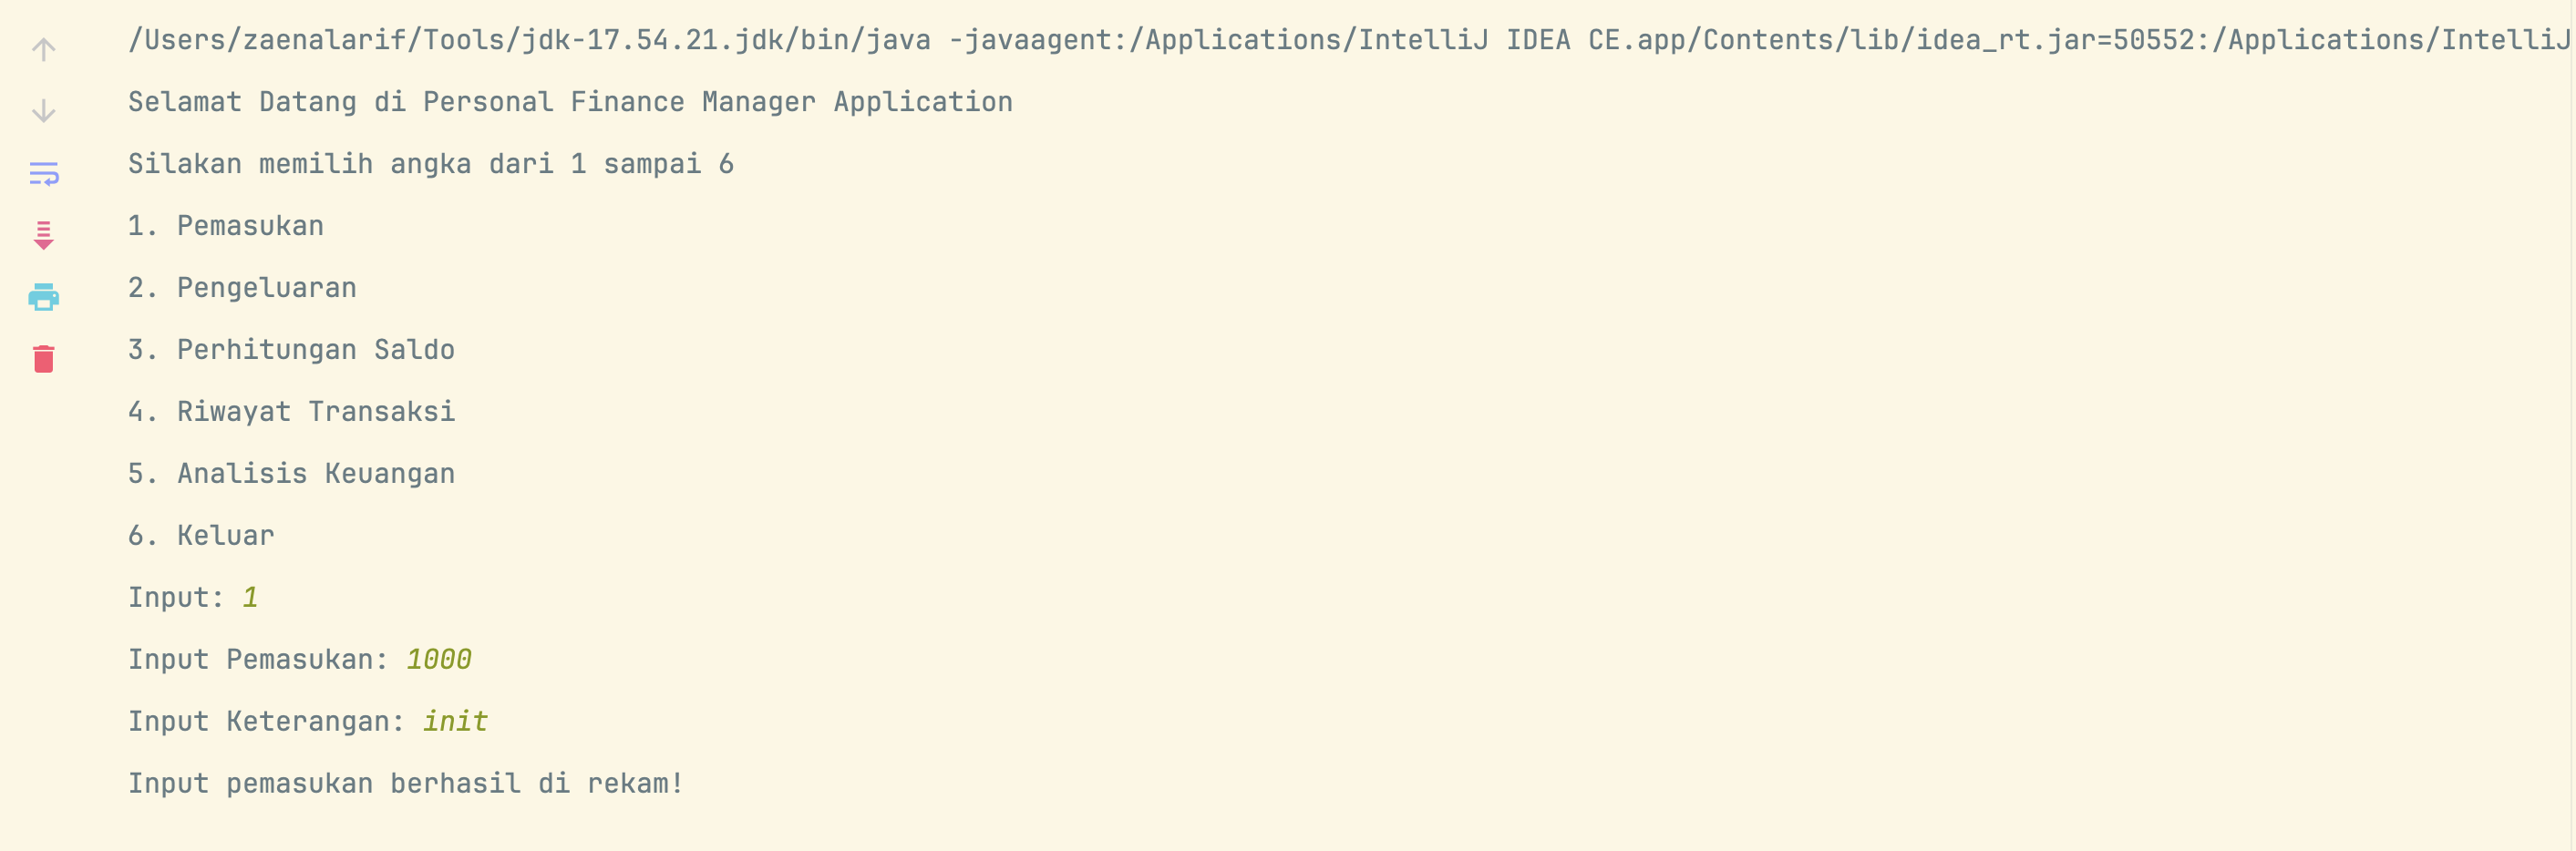 /Users/zaenalarif/Tools/jdk-17.54.21.jdk/bin/java -javaagent:/Applications/IntelliJ IDEA CE.app/Contents/lib/idea_rt.jar=50552:/Applications/IntelliJ
Selamat Datang di Personal Finance Manager Application
Silakan memilih angka dari 1 sampai 6
1. Pemasukan
2. Pengeluaran
3. Perhitungan Saldo
4. Riwayat Transaksi
5. Analisis Keuangan
6. Keluar
Input: 1
Input Pemasukan: 1000
Input Keterangan: init
Input pemasukan berhasil di rekam!